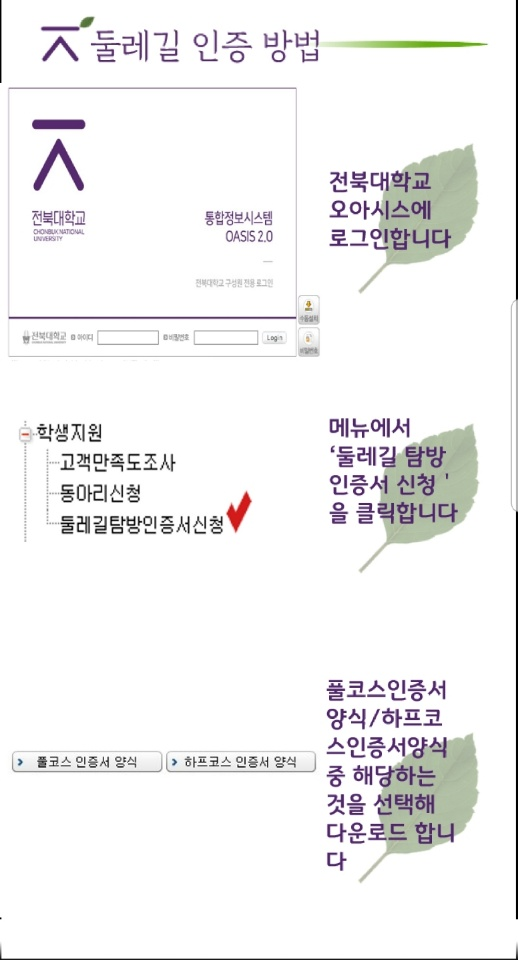 둘레길 인증 방법
전북대학교
CHONBUK NATIONAL
UNIVERSITY
통합정보시스템
OASIS 2.0
전북대학교 구성원 전용 로그인
전북대학교 아이디 비밀번호 Login
수동설치
비밀번호
전북대학교
오아시스에
로그인합니다
학생지원
고객만족도조사
동아리신청
둘레길탐방인증서신청
메뉴에서
‘둘레길 탐방
인증서 신청 '
을 클릭합니다
풀코스 인증서 양식
하프코스 인증서 양식
풀코스인증서
양식/하프코
스인증서양식
중 해당하는
것을 선택해
다운로드 합니
다